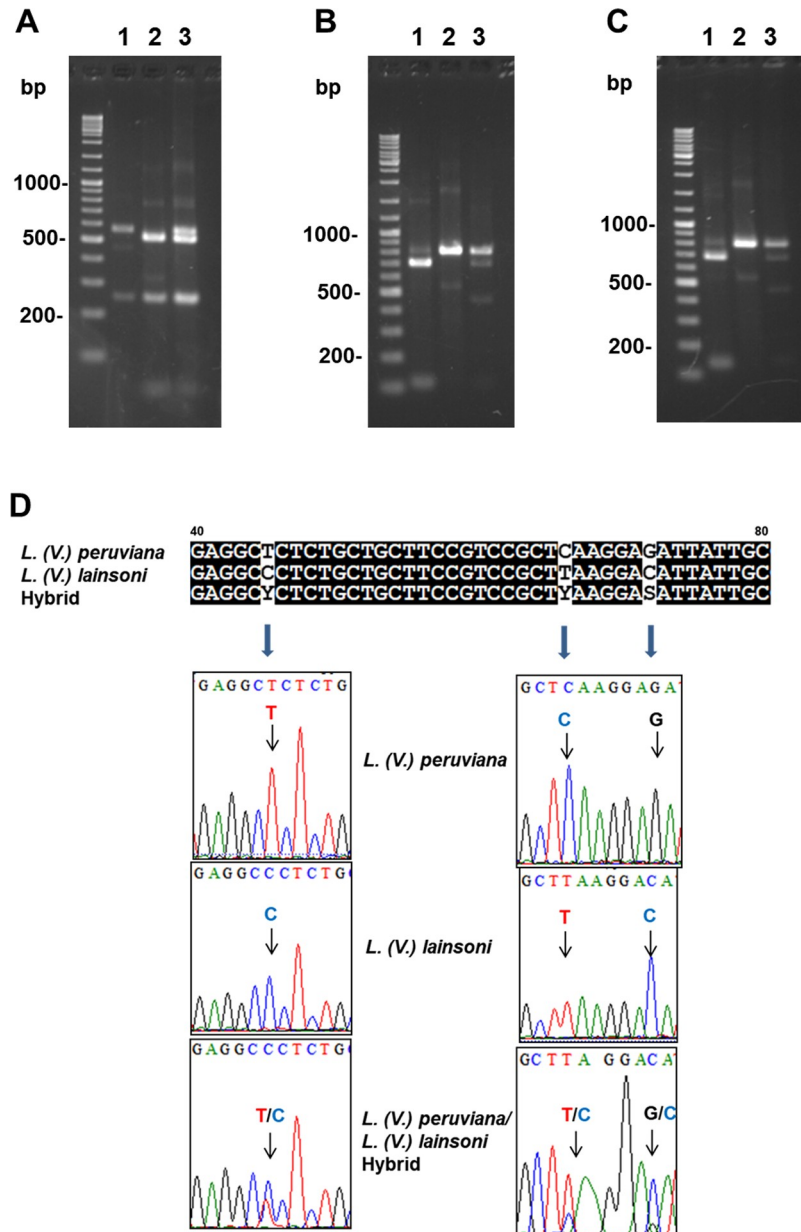 A
1 2 3
bp
1000-
500-
200-
B
1 2 3
bp
1000-
500-
200-
C
1 2 3
bp
1000-
500-
200-
D
40 80
L. (V.) peruviana GAGGCTCTCTGCTGCTTCCGTCCGCTCAAGGAGATTATTGC
L. (V.) lainsoni GAGGCCCTCTGCTGCTTCCGTCCGCTTAAGGACATTATTGC
Hybrid GAGGCYCTCTGCTGCTTCCGTCCGCTYAAGGASATTATTGC
GAGGCTCTCTG
T
L. (V.) peruviana
GCTCAAGGAGA
C G
GAGGCCCTCTG
C
L. (V.) lainsoni
GCTTAAGGACA
T C
GAGGCCCTCTG
T/C
L. (V.) peruviana/
L. (V.) lainsoni
Hybrid
GCTTA GGACA
T/C G/C